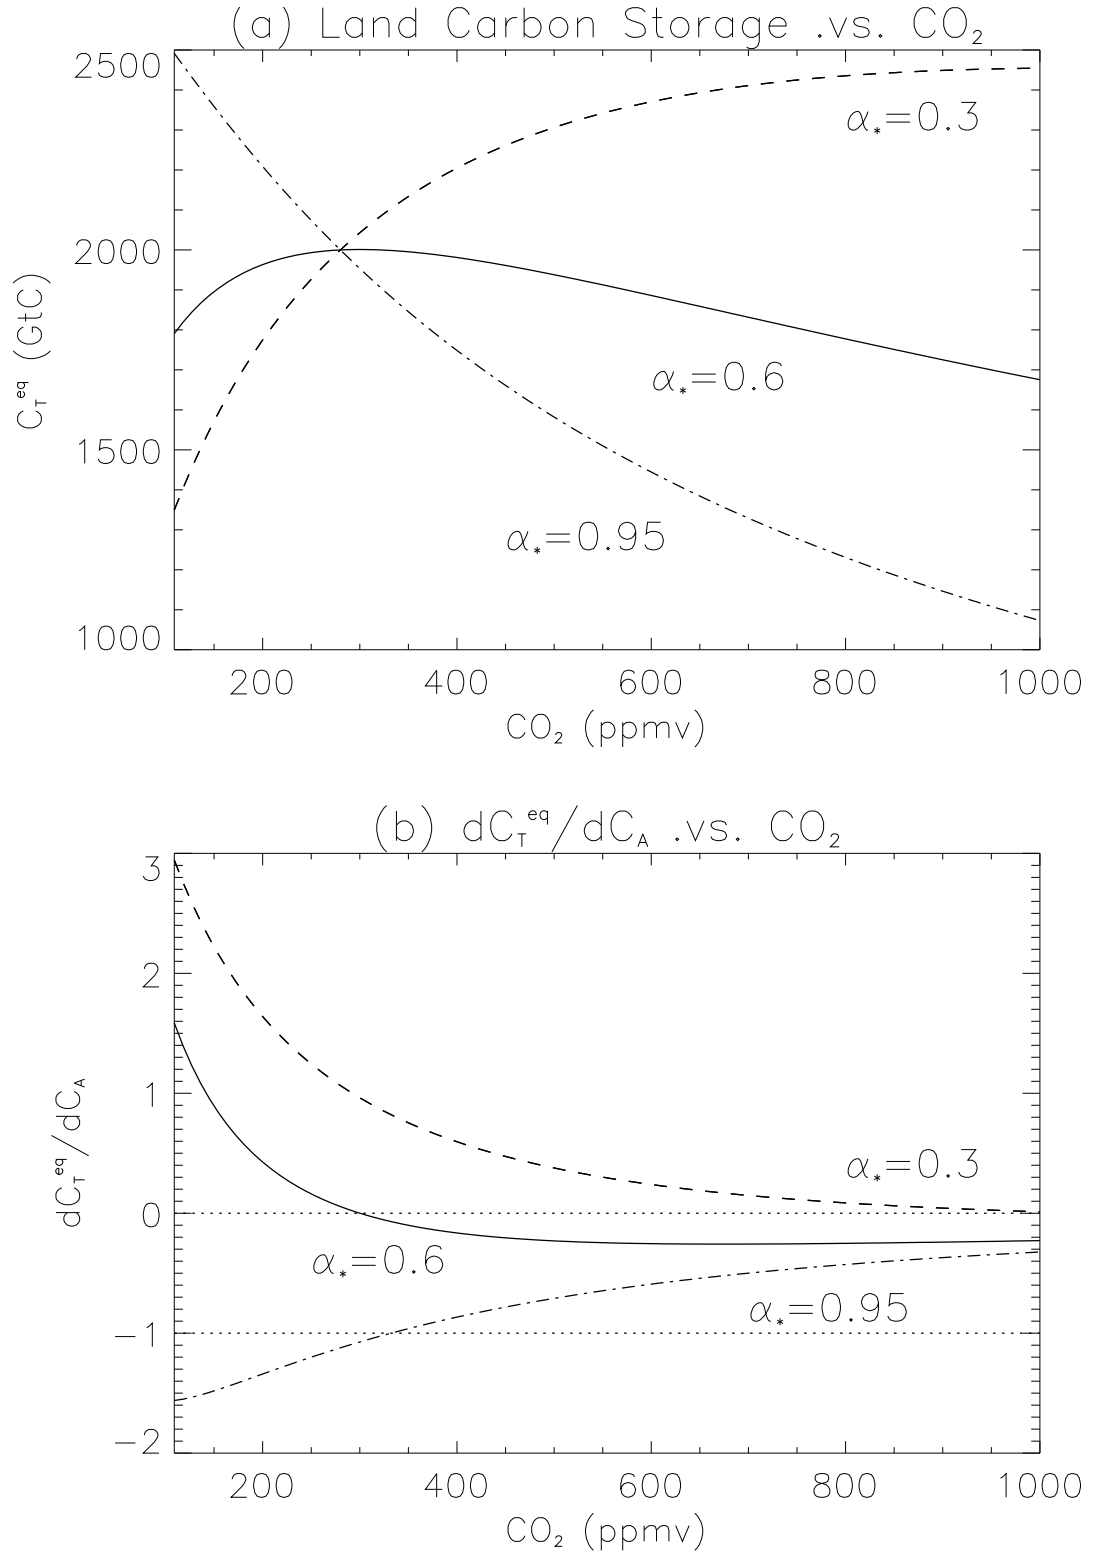 (a) Land Carbon Storage .vs. CO₂
2500
2000
1500
1000
C_T^eq (GtC)
α*=0.3
α*=0.6
α*=0.95
200 400 600 800 1000
CO₂ (ppmv)
(b) dC_T^eq/dC_A .vs. CO₂
3
2
1
0
−1
−2
dC_T^eq/dC_A
α*=0.3
α*=0.6
α*=0.95
200 400 600 800 1000
CO₂ (ppmv)